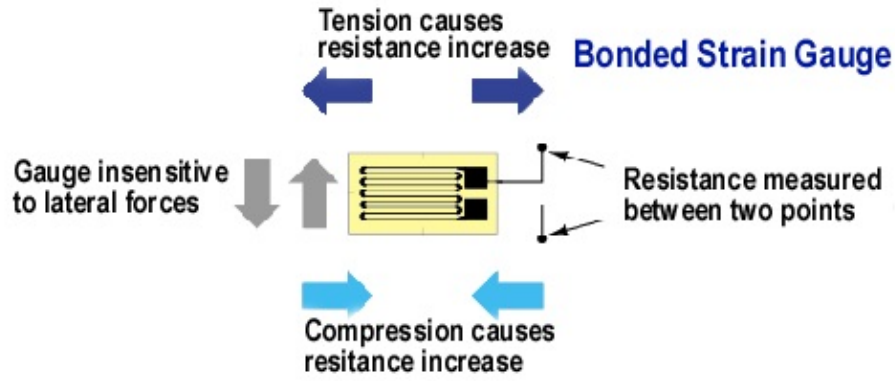 Tension causes
resistance increase
Bonded Strain Gauge
Gauge insensitive
to lateral forces
Resistance measured
between two points
Compression causes
resitance increase